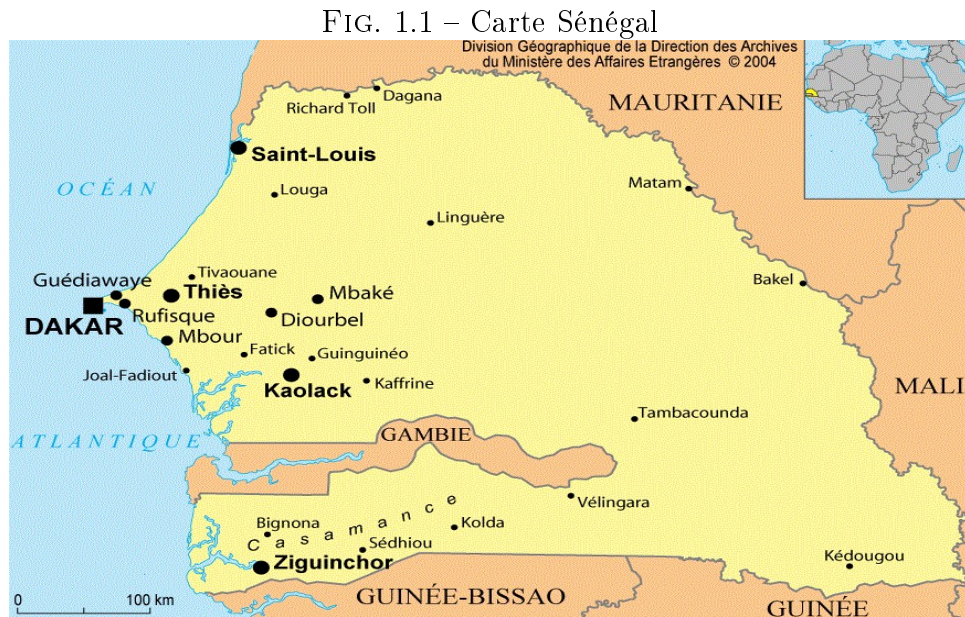 FIG. 1.1 – Carte Sénégal
Division Géographique de la Direction des Archives
du Ministère des Affaires Etrangères © 2004
MAURITANIE
Dagana
Richard Toll
Saint-Louis
OCÉAN
Louga
Matam
Linguère
Tivaouane
Guédiawaye
Bakel
Thiès
Mbaké
Rufisque
DAKAR
Diourbel
Mbour
Fatick
Guinguinéo
Joal-Fadiout
Kaolack
Kaffrine
MALI
Tambacounda
ATLANTIQUE
GAMBIE
Vélingara
Casamance
Bignona
Kolda
Sédhiou
Ziguinchor
Kédougou
0 100 km
GUINÉE-BISSAO
GUINÉE